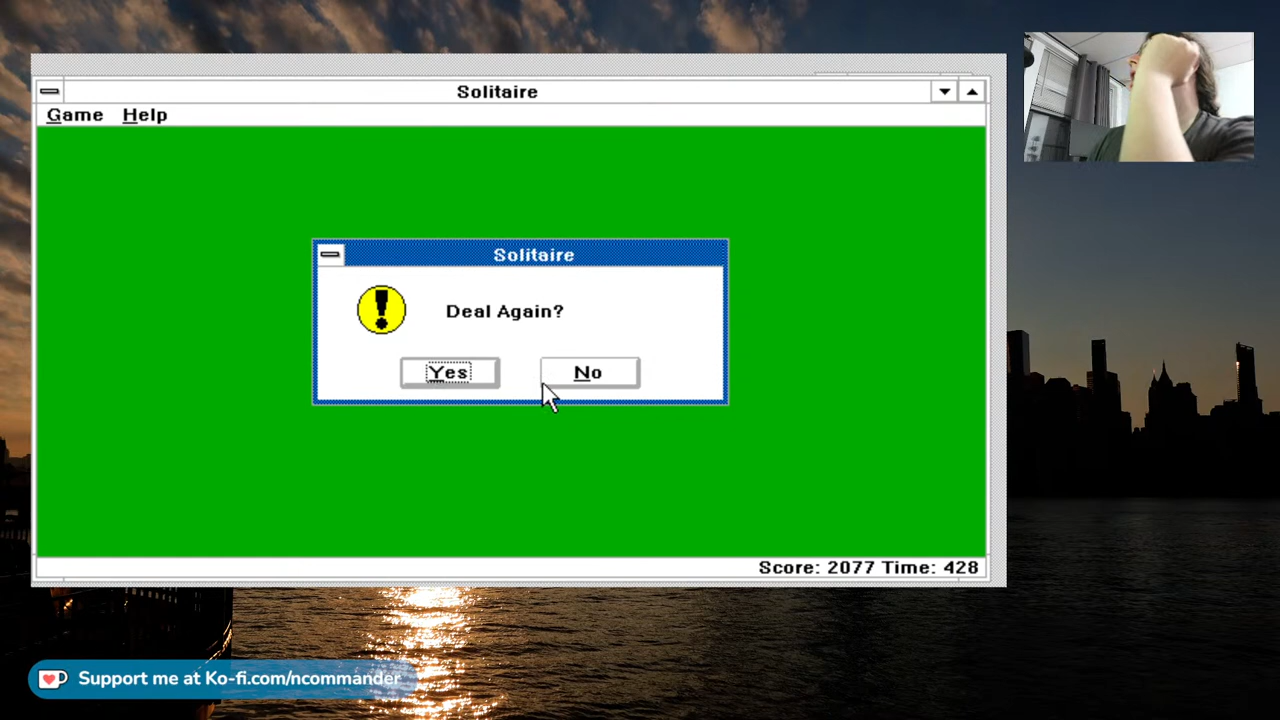 Solitaire
Game Help
Solitaire
Deal Again?
Yes No
Score: 2077 Time: 428
Support me at Ko-fi.com/ncommander